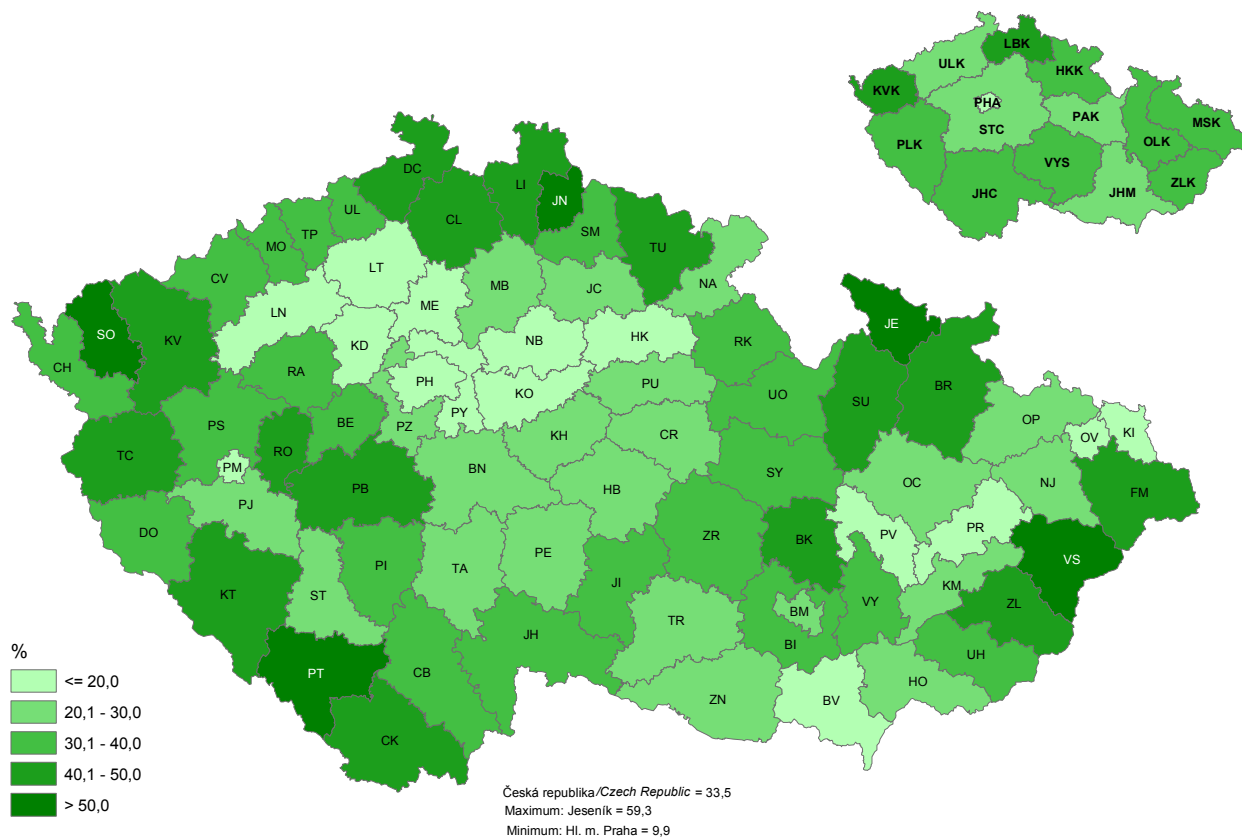 LBK
ULK
HKK
KVK
PHA
PAK
MSK
STC
OLK
PLK
VYS
ZLK
JHC
JHM
DC
LI
JN
UL
CL
SM
TU
TP
MO
CV
LT
MB
JC
NA
ME
LN
SO
KV
KD
NB
HK
RK
JE
CH
RA
PH
KO
PU
UO
SU
BR
PS
BE
PZ
PY
KH
CR
OP
OV
KI
TC
RO
PM
BN
SY
OC
NJ
FM
PB
HB
PJ
DO
PR
PV
ZR
BK
VS
PE
TA
PI
JI
KT
ST
KM
VY
ZL
BM
TR
JH
BI
UH
PT
CB
HO
ZN
BV
CK
%
<= 20,0
20,1 - 30,0
30,1 - 40,0
40,1 - 50,0
> 50,0
Česká republika/Czech Republic = 33,5
Maximum: Jeseník = 59,3
Minimum: Hl. m. Praha = 9,9